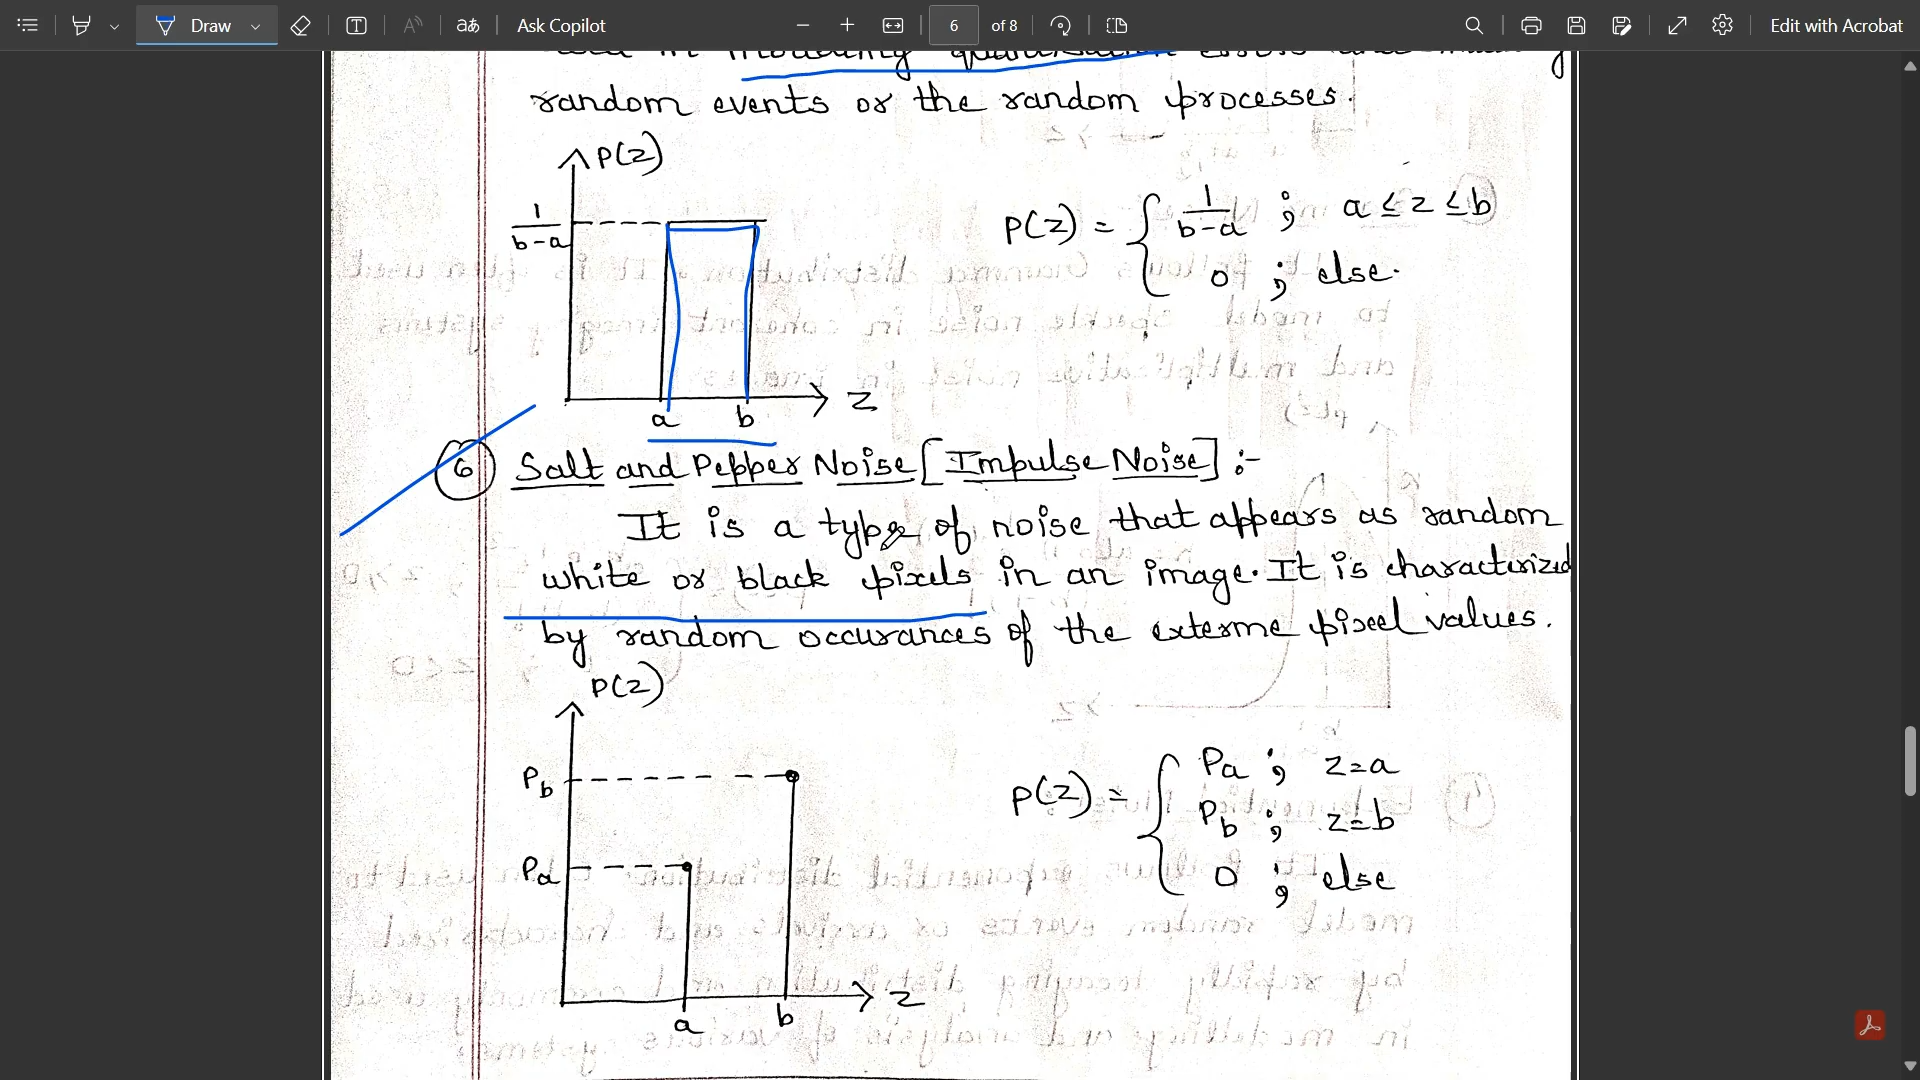 Draw
Ask Copilot
6 of 8
Edit with Acrobat
random events or the random processes.
P(z)
1
b-a
a b z
P(z) = { 1/b-a ; a ≤ z ≤ b
0 ; else.
6 Salt and Pepper Noise [Impulse Noise] :-
It is a type of noise that appears as random
white or black pixels in an image. It is characterized
by random occurances of the exterme pixel values.
P(z)
Pb
Pa
a b z
P(z) = { Pa ; z=a
Pb ; z=b
0 ; else